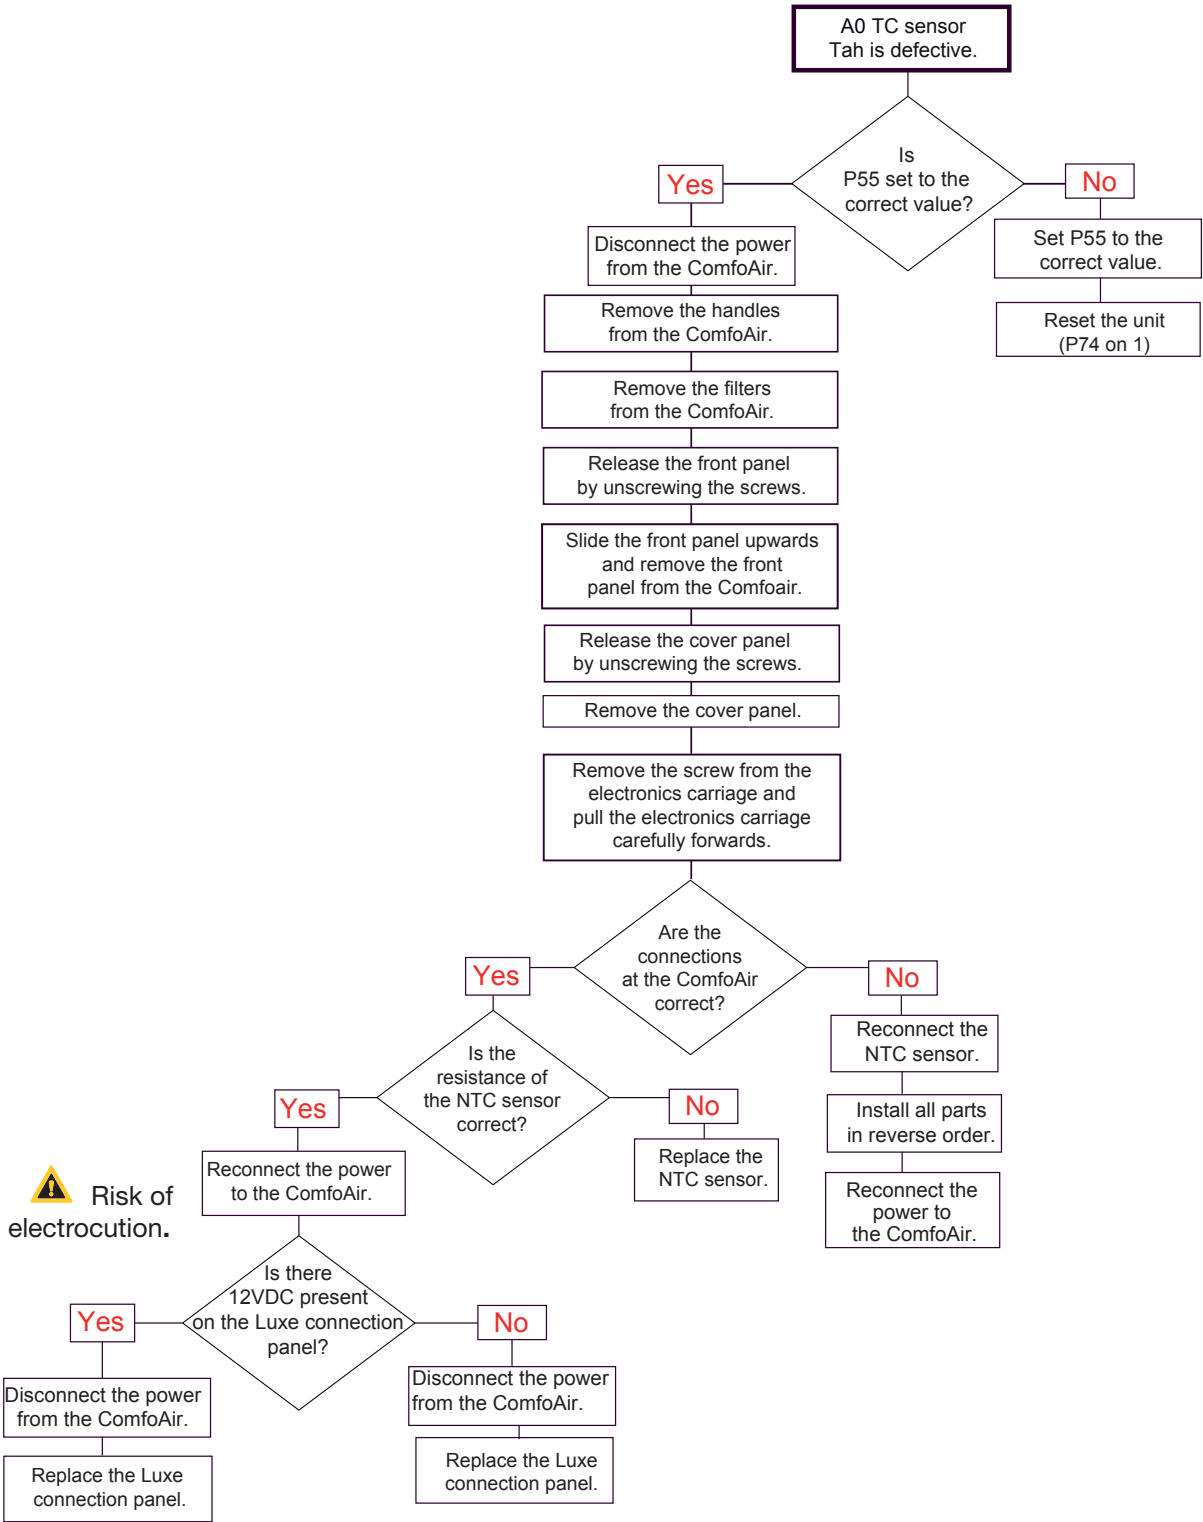 A0 TC sensor
Tah is defective.
Is
P55 set to the
correct value?
Yes
No
Disconnect the power
from the ComfoAir.
Set P55 to the
correct value.
Remove the handles
from the ComfoAir.
Reset the unit
(P74 on 1)
Remove the filters
from the ComfoAir.
Release the front panel
by unscrewing the screws.
Slide the front panel upwards
and remove the front
panel from the Comfoair.
Release the cover panel
by unscrewing the screws.
Remove the cover panel.
Remove the screw from the
electronics carriage and
pull the electronics carriage
carefully forwards.
Are the
connections
at the ComfoAir
correct?
Yes
No
Reconnect the
NTC sensor.
Is the
resistance of
the NTC sensor
correct?
Yes
No
Install all parts
in reverse order.
Reconnect the power
to the ComfoAir.
Replace the
NTC sensor.
Reconnect the
power to
the ComfoAir.
Risk of
electrocution.
Is there
12VDC present
on the Luxe connection
panel?
Yes
No
Disconnect the power
from the ComfoAir.
Disconnect the power
from the ComfoAir.
Replace the Luxe
connection panel.
Replace the Luxe
connection panel.